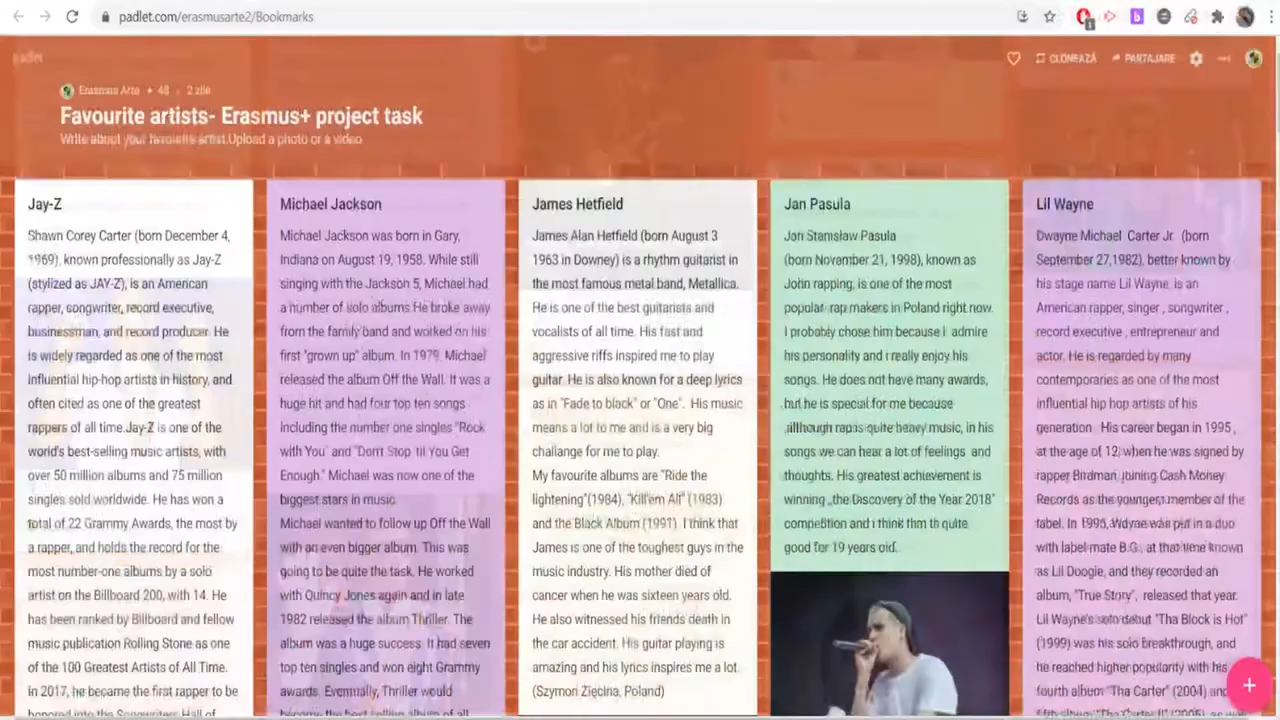 padlet.com/erasmusarte2/Bookmarks
padlet
CLONEAZĂ
PARTAJARE
Erasmus Arte • 48 • 2 zile
Favourite artists- Erasmus+ project task
Write about your favourite artist.Upload a photo or a video
Jay-Z
Shawn Corey Carter (born December 4,
1969), known professionally as Jay-Z
(stylized as JAY-Z), is an American
rapper, songwriter, record executive,
businessman, and record producer. He
is widely regarded as one of the most
influential hip-hop artists in history, and
often cited as one of the greatest
rappers of all time.Jay-Z is one of the
world's best-selling music artists, with
over 50 million albums and 75 million
singles sold worldwide. He has won a
total of 22 Grammy Awards, the most by
a rapper, and holds the record for the
most number-one albums by a solo
artist on the Billboard 200, with 14. He
has been ranked by Billboard and fellow
music publication Rolling Stone as one
of the 100 Greatest Artists of All Time.
In 2017, he became the first rapper to be
honored into the Songwriters Hall of
Michael Jackson
Michael Jackson was born in Gary,
Indiana on August 19, 1958. While still
singing with the Jackson 5, Michael had
a number of solo albums He broke away
from the family band and worked on his
first "grown up" album. In 1979, Michael
released the album Off the Wall. It was a
huge hit and had four top ten songs
including the number one singles "Rock
with You" and "Don't Stop 'til You Get
Enough." Michael was now one of the
biggest stars in music.
Michael wanted to follow up Off the Wall
with an even bigger album. This was
going to be quite the task. He worked
with Quincy Jones again and in late
1982 released the album Thriller. The
album was a huge success. It had seven
top ten singles and won eight Grammy
awards. Eventually, Thriller would
become the best selling album of all
James Hetfield
James Alan Hetfield (born August 3
1963 in Downey) is a rhythm guitarist in
the most famous metal band, Metallica.
He is one of the best guitarists and
vocalists of all time. His fast and
aggressive riffs inspired me to play
guitar. He is also known for a deep lyrics
as in "Fade to black" or "One". His music
means a lot to me and is a very big
challange for me to play.
My favourite albums are "Ride the
lightening"(1984), "Kill'em All" (1983)
and the Black Album (1991). I think that
James is one of the toughest guys in the
music industry. His mother died of
cancer when he was sixteen years old.
He also witnessed his friends death in
the car accident. His guitar playing is
amazing and his lyrics inspires me a lot.
(Szymon Zięcina, Poland)
Jan Pasula
Jan Stanisław Pasula
(born November 21, 1998), known as
John rapping, is one of the most
popular rap makers in Poland right now.
I probably chose him because i admire
his personality and i really enjoy his
songs. He does not have many awards,
but he is special for me because
,although rap is quite heavy music, in his
songs we can hear a lot of feelings and
thoughts. His greatest achievement is
winning „the Discovery of the Year 2018"
competition and i think thm th quite
good for 19 years old.
Lil Wayne
Dwayne Michael Carter Jr (born
September 27,1982), better known by
his stage name Lil Wayne, is an
American rapper, singer , songwriter ,
record executive , entrepreneur and
actor. He is regarded by many
contemporaries as one of the most
influential hip hop artists of his
generation His career began in 1995 ,
at the age of 12, when he was signed by
rapper Birdman, joining Cash Money
Records as the youngest member of the
label. In 1995, Wayne was put in a duo
with label-mate B.G., at that time known
as Lil Doogie, and they recorded an
album, "True Story", released that year.
Lil Wayne's solo debut "Tha Block is Hot"
(1999) was his solo breakthrough, and
he reached higher popularity with his
fourth album "Tha Carter" (2004) and
fifth album "Tha Carter II" (2005), as